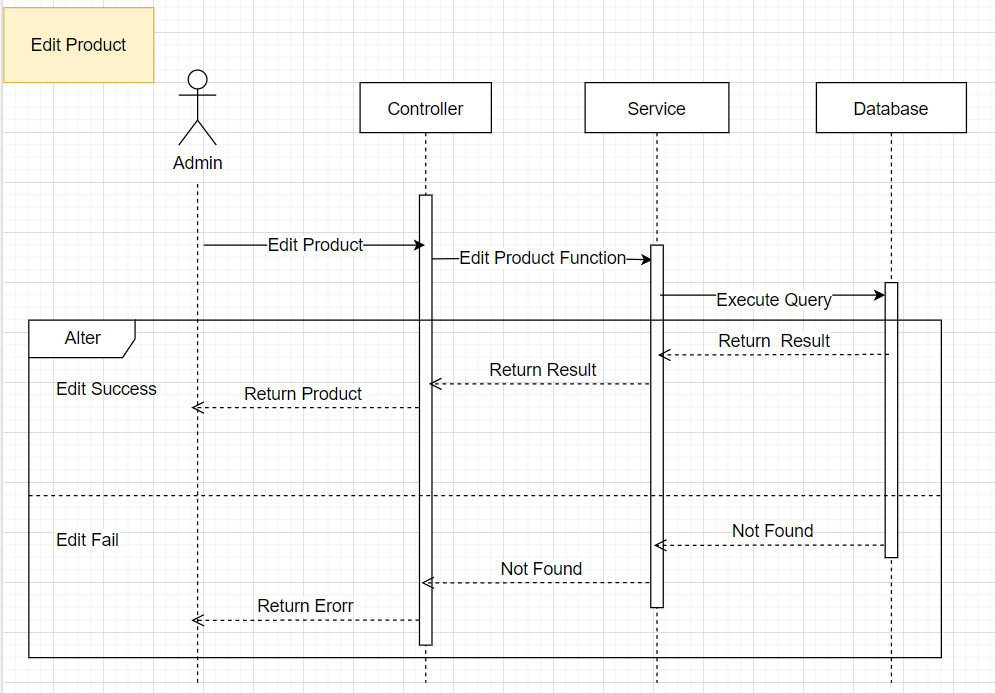 Edit Product
Admin
Controller
Service
Database
Edit Product
Edit Product Function
Execute Query
Alter
Return  Result
Return Result
Edit Success
Return Product
Not Found
Edit Fail
Not Found
Return Erorr